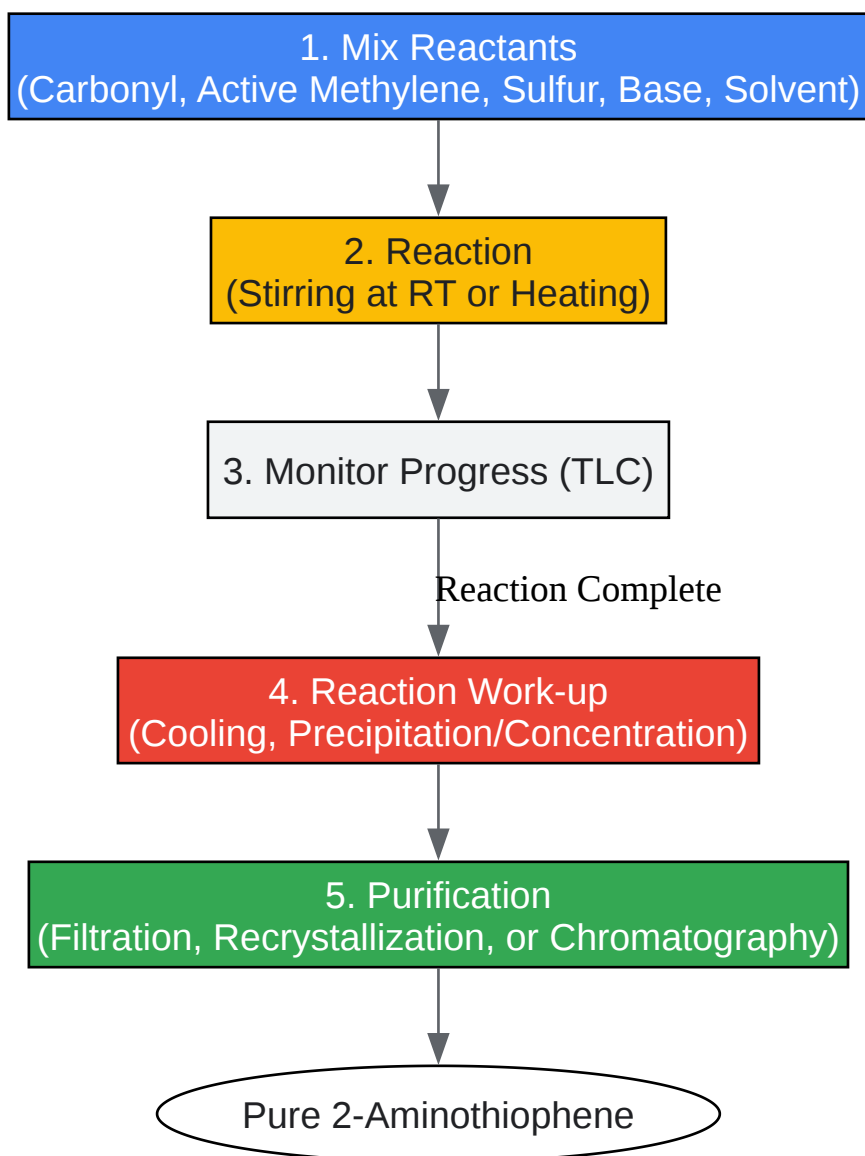 1. Mix Reactants
(Carbonyl, Active Methylene, Sulfur, Base, Solvent)
2. Reaction
(Stirring at RT or Heating)
3. Monitor Progress (TLC)
Reaction Complete
4. Reaction Work-up
(Cooling, Precipitation/Concentration)
5. Purification
(Filtration, Recrystallization, or Chromatography)
Pure 2-Aminothiophene